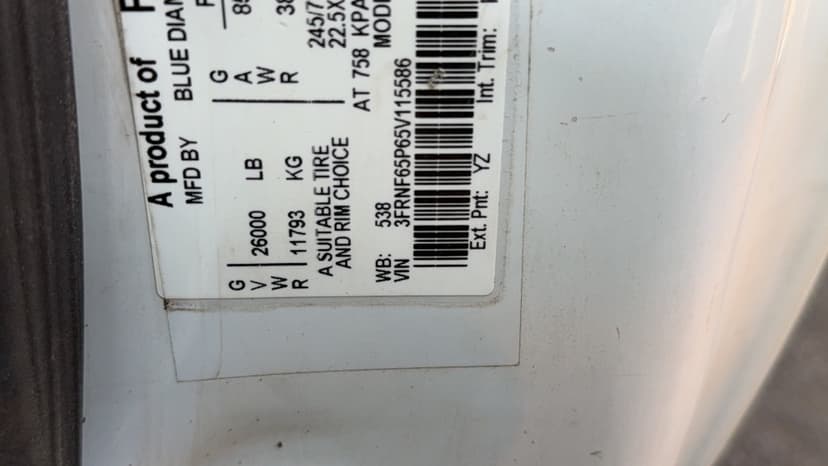 A product of F
MFD BY BLUE DIAM
G V W R
26000 LB
11793 KG
G A W R
A SUITABLE TIRE
AND RIM CHOICE
245/7
22.5X
AT 758 KPA
WB: 538 MODE
VIN 3FRNF65P65V115586
Ext. Pnt: YZ Int. Trim: